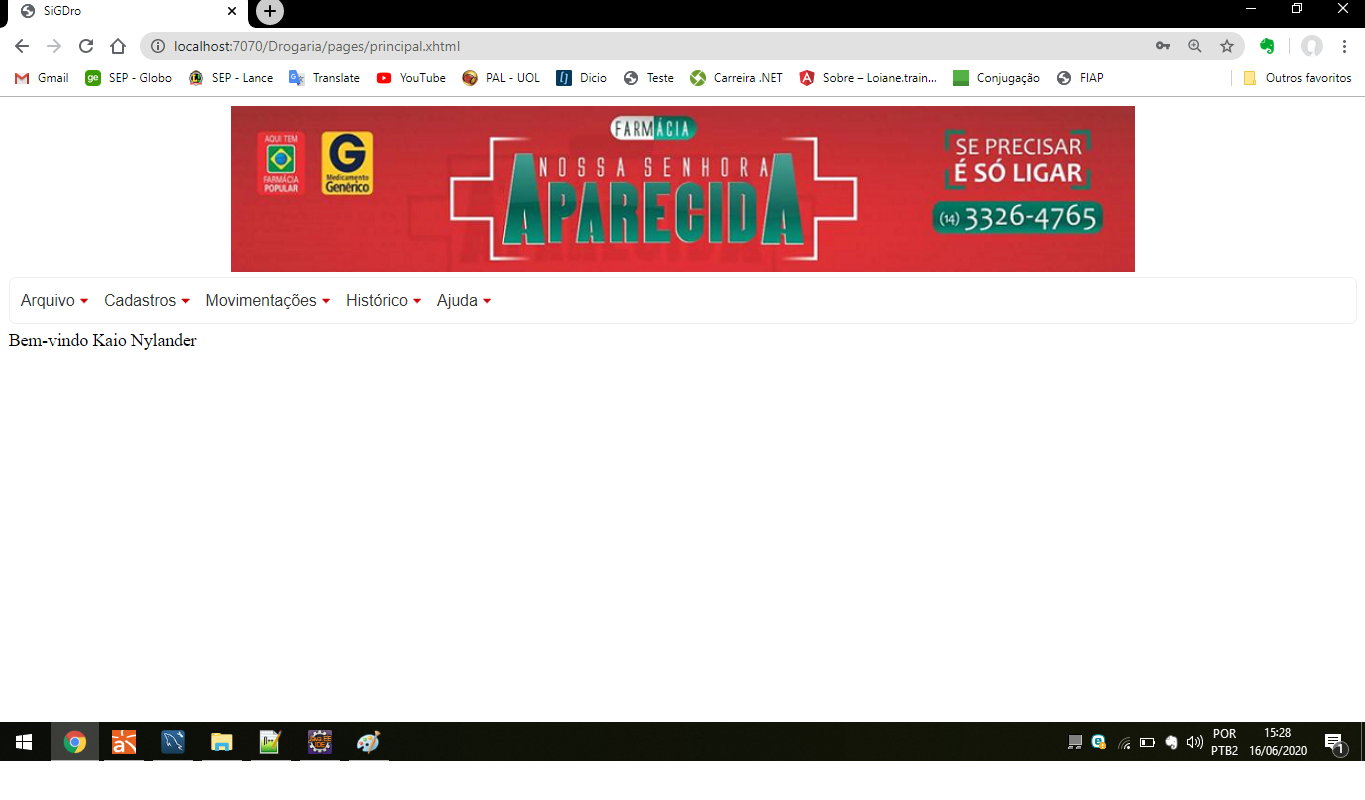 SiGDro
localhost:7070/Drogaria/pages/principal.xhtml
Gmail SEP - Globo SEP - Lance Translate YouTube PAL - UOL Dicio Teste Carreira .NET Sobre – Loiane.train... Conjugação FIAP Outros favoritos
AQUI TEM
FARMÁCIA
POPULAR
G
Medicamento
Genérico
FARMÁCIA
NOSSA SENHORA
APARECIDA
SE PRECISAR
É SÓ LIGAR
(14) 3326-4765
Arquivo Cadastros Movimentações Histórico Ajuda
Bem-vindo Kaio Nylander
POR
PTB2
15:28
16/06/2020
1